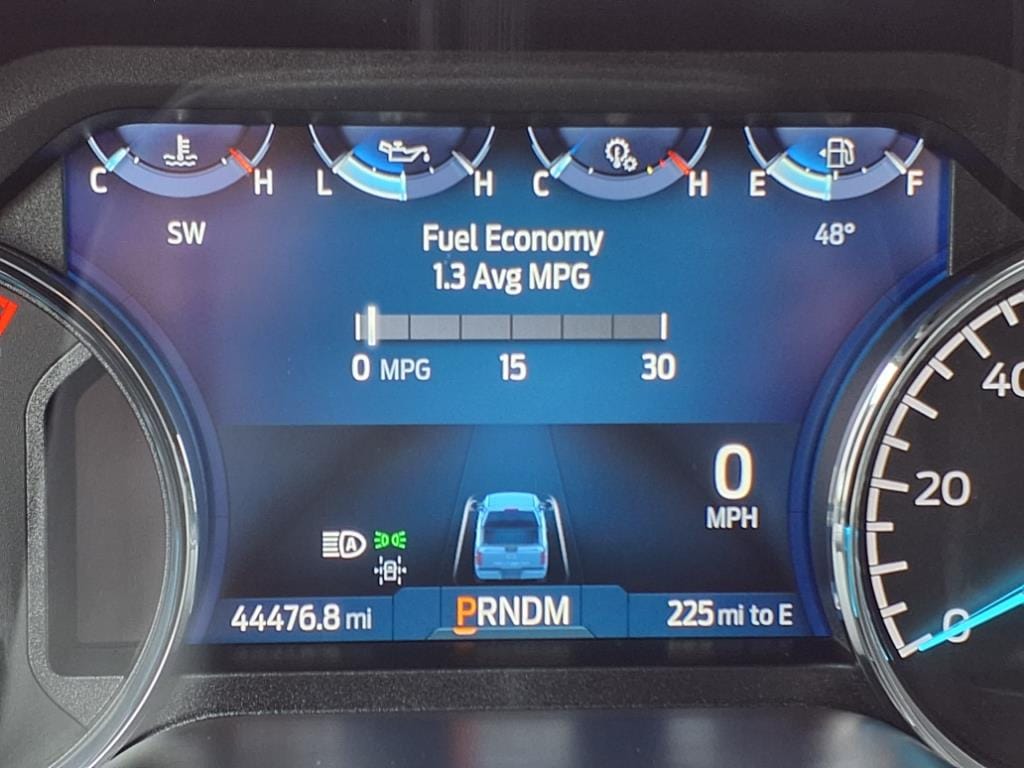 C H L H C H E F
SW
48°
Fuel Economy
1.3 Avg MPG
0 MPG 15 30
0
MPH
A
44476.8 mi
PRNDM
225 mi to E
40
20
0